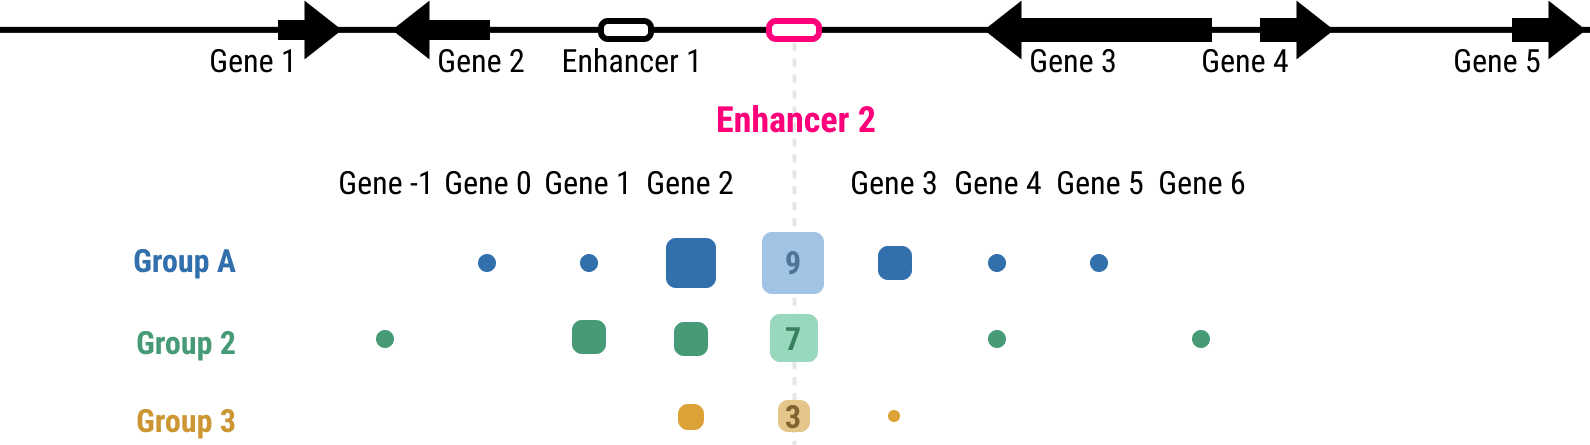 Gene 1 Gene 2 Enhancer 1 Gene 3 Gene 4 Gene 5
Enhancer 2
Gene -1 Gene 0 Gene 1 Gene 2 Gene 3 Gene 4 Gene 5 Gene 6
Group A 9
Group 2 7
Group 3 3